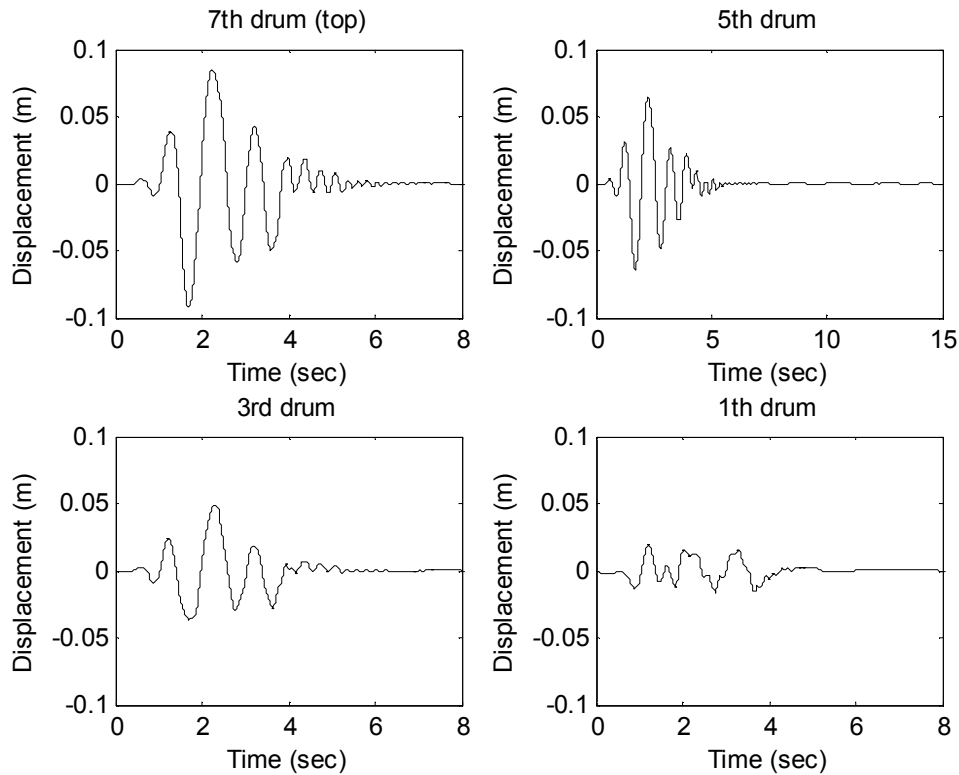 7th drum (top)
0.1
0.05
0
-0.05
-0.1
Displacement (m)
0 2 4 6 8
Time (sec)
5th drum
0.1
0.05
0
-0.05
-0.1
Displacement (m)
0 5 10 15
Time (sec)
3rd drum
0.1
0.05
0
-0.05
-0.1
Displacement (m)
0 2 4 6 8
Time (sec)
1th drum
0.1
0.05
0
-0.05
-0.1
Displacement (m)
0 2 4 6 8
Time (sec)